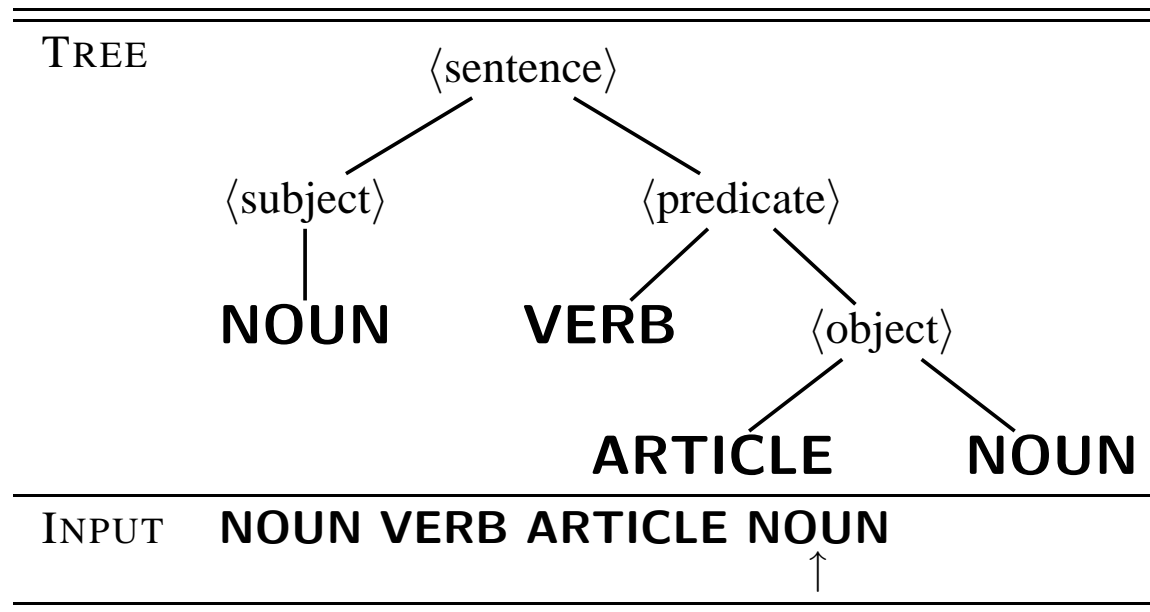 TREE
⟨sentence⟩
⟨subject⟩ ⟨predicate⟩
NOUN VERB ⟨object⟩
ARTICLE NOUN
INPUT NOUN VERB ARTICLE NOUN
↑